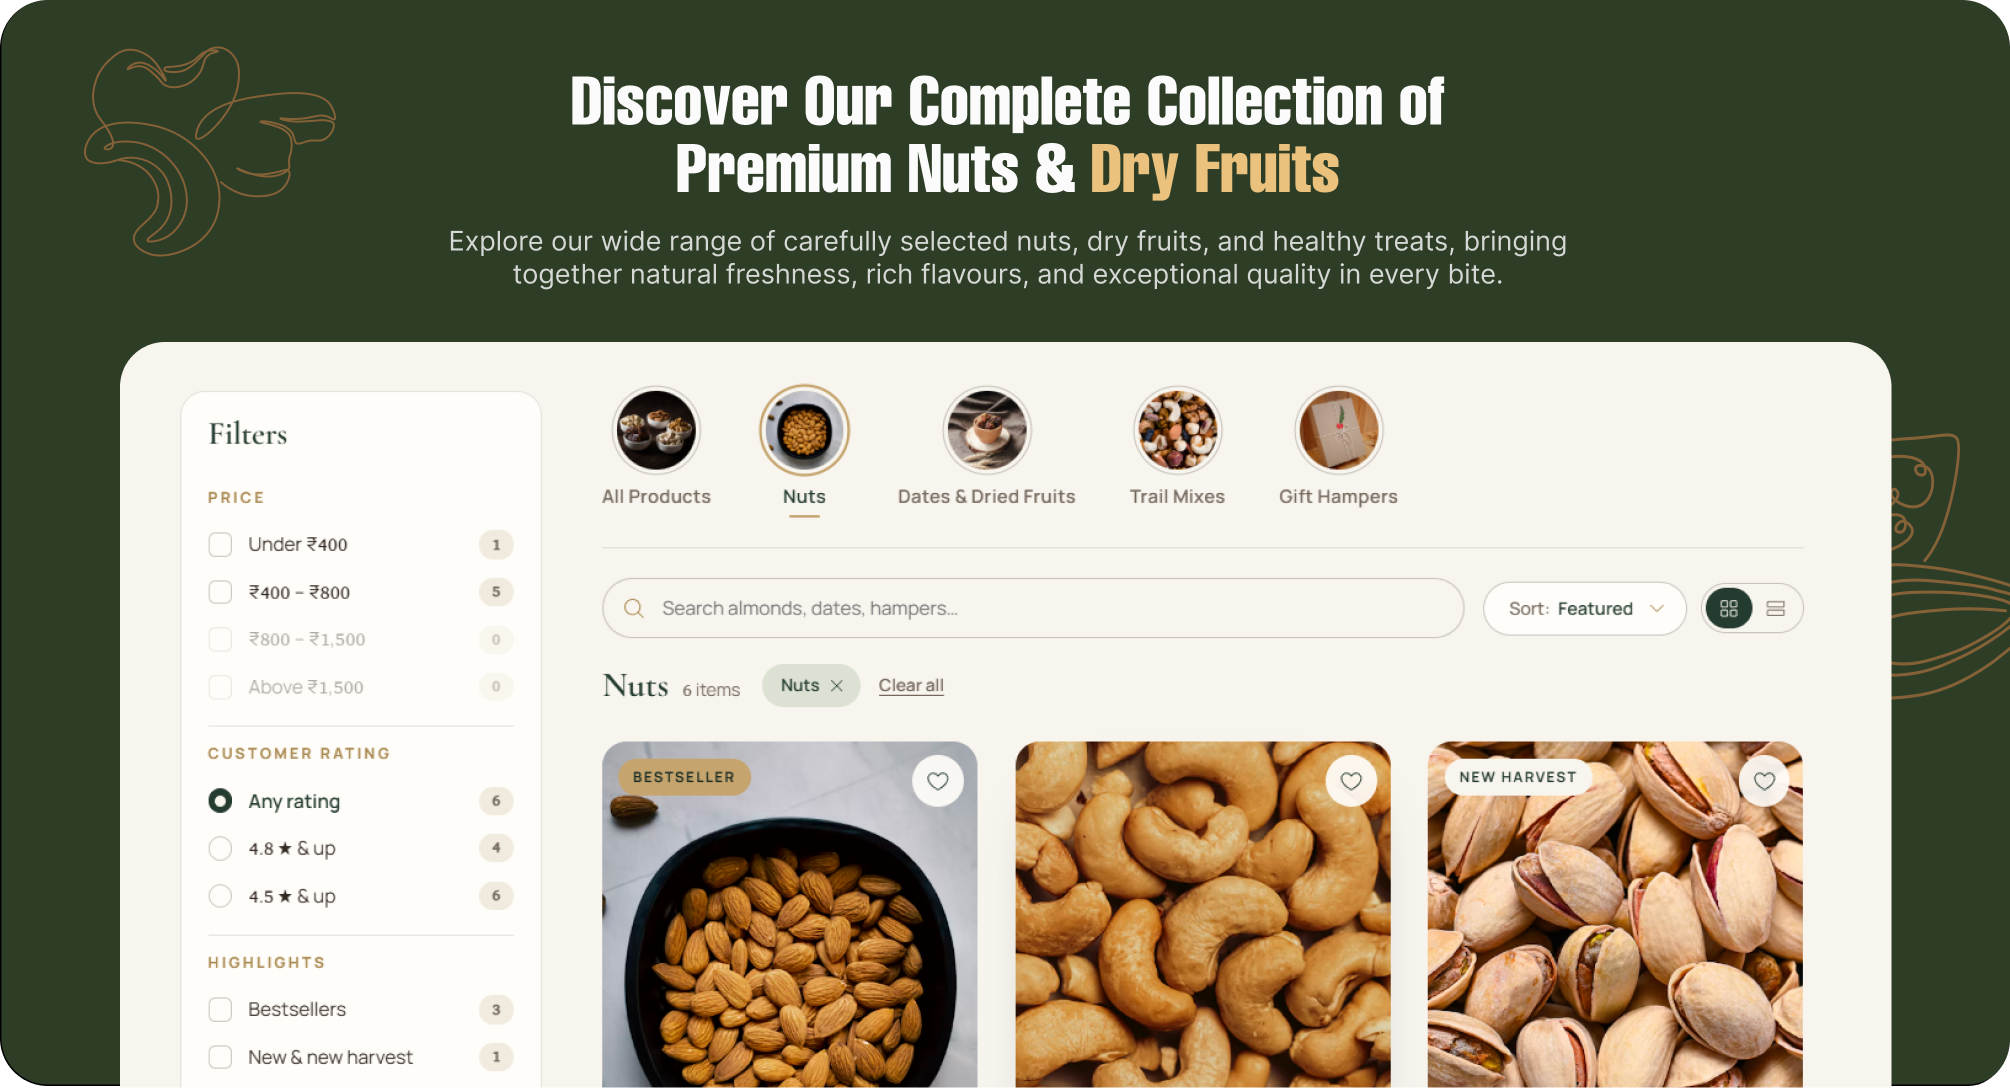 Discover Our Complete Collection of
Premium Nuts & Dry Fruits
Explore our wide range of carefully selected nuts, dry fruits, and healthy treats, bringing
together natural freshness, rich flavours, and exceptional quality in every bite.
Filters
PRICE
Under ₹400 1
₹400 – ₹800 5
₹800 – ₹1,500 0
Above ₹1,500 0
CUSTOMER RATING
Any rating 6
4.8 ★ & up 4
4.5 ★ & up 6
HIGHLIGHTS
Bestsellers 3
New & new harvest 1
All Products Nuts Dates & Dried Fruits Trail Mixes Gift Hampers
Search almonds, dates, hampers... Sort: Featured
Nuts 6 items Nuts Clear all
BESTSELLER NEW HARVEST